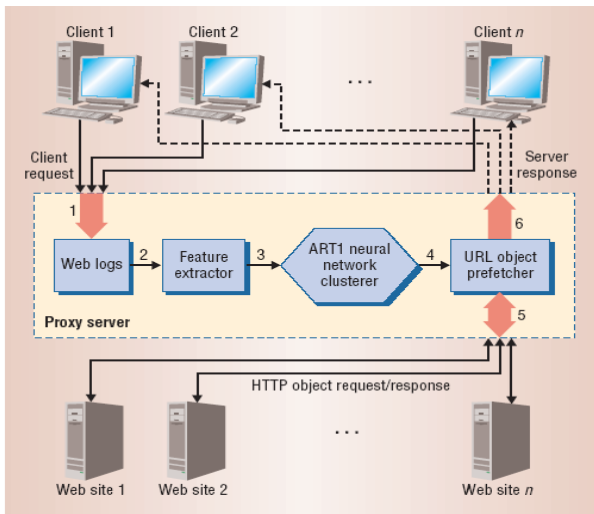 Client 1
Client 2
Client n
. . .
Client
request
Server
response
1
6
Web logs
2
Feature
extractor
3
ART1 neural
network
clusterer
4
URL object
prefetcher
5
Proxy server
HTTP object request/response
. . .
Web site 1
Web site 2
Web site n